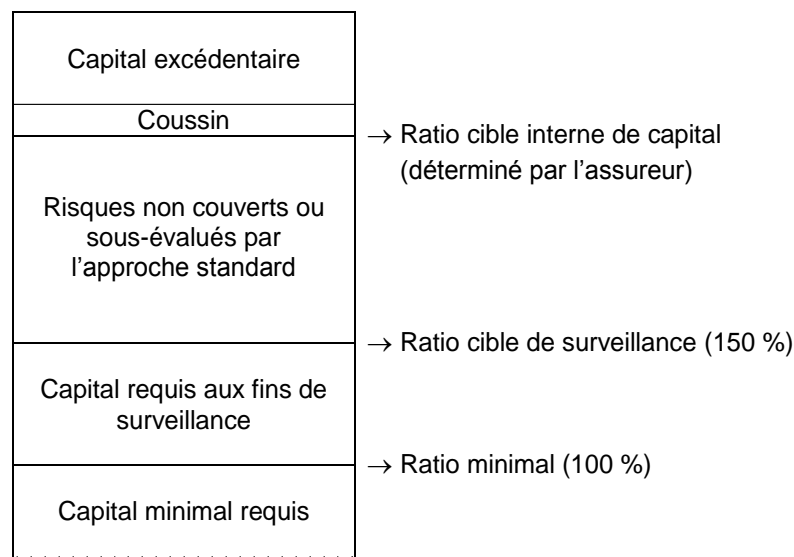 Capital excédentaire
Coussin
→ Ratio cible interne de capital
(déterminé par l'assureur)
Risques non couverts ou
sous-évalués par
l'approche standard
→ Ratio cible de surveillance (150 %)
Capital requis aux fins de
surveillance
→ Ratio minimal (100 %)
Capital minimal requis